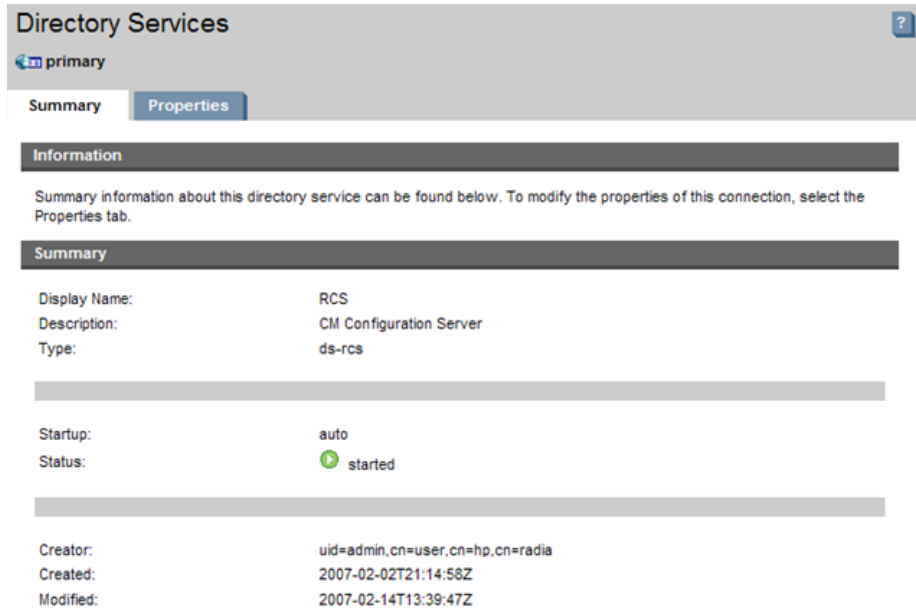 Directory Services
?
primary
Summary
Properties
Information
Summary information about this directory service can be found below. To modify the properties of this connection, select the
Properties tab.
Summary
Display Name: RCS
Description: CM Configuration Server
Type: ds-rcs
Startup: auto
Status: started
Creator: uid=admin,cn=user,cn=hp,cn=radia
Created: 2007-02-02T21:14:58Z
Modified: 2007-02-14T13:39:47Z